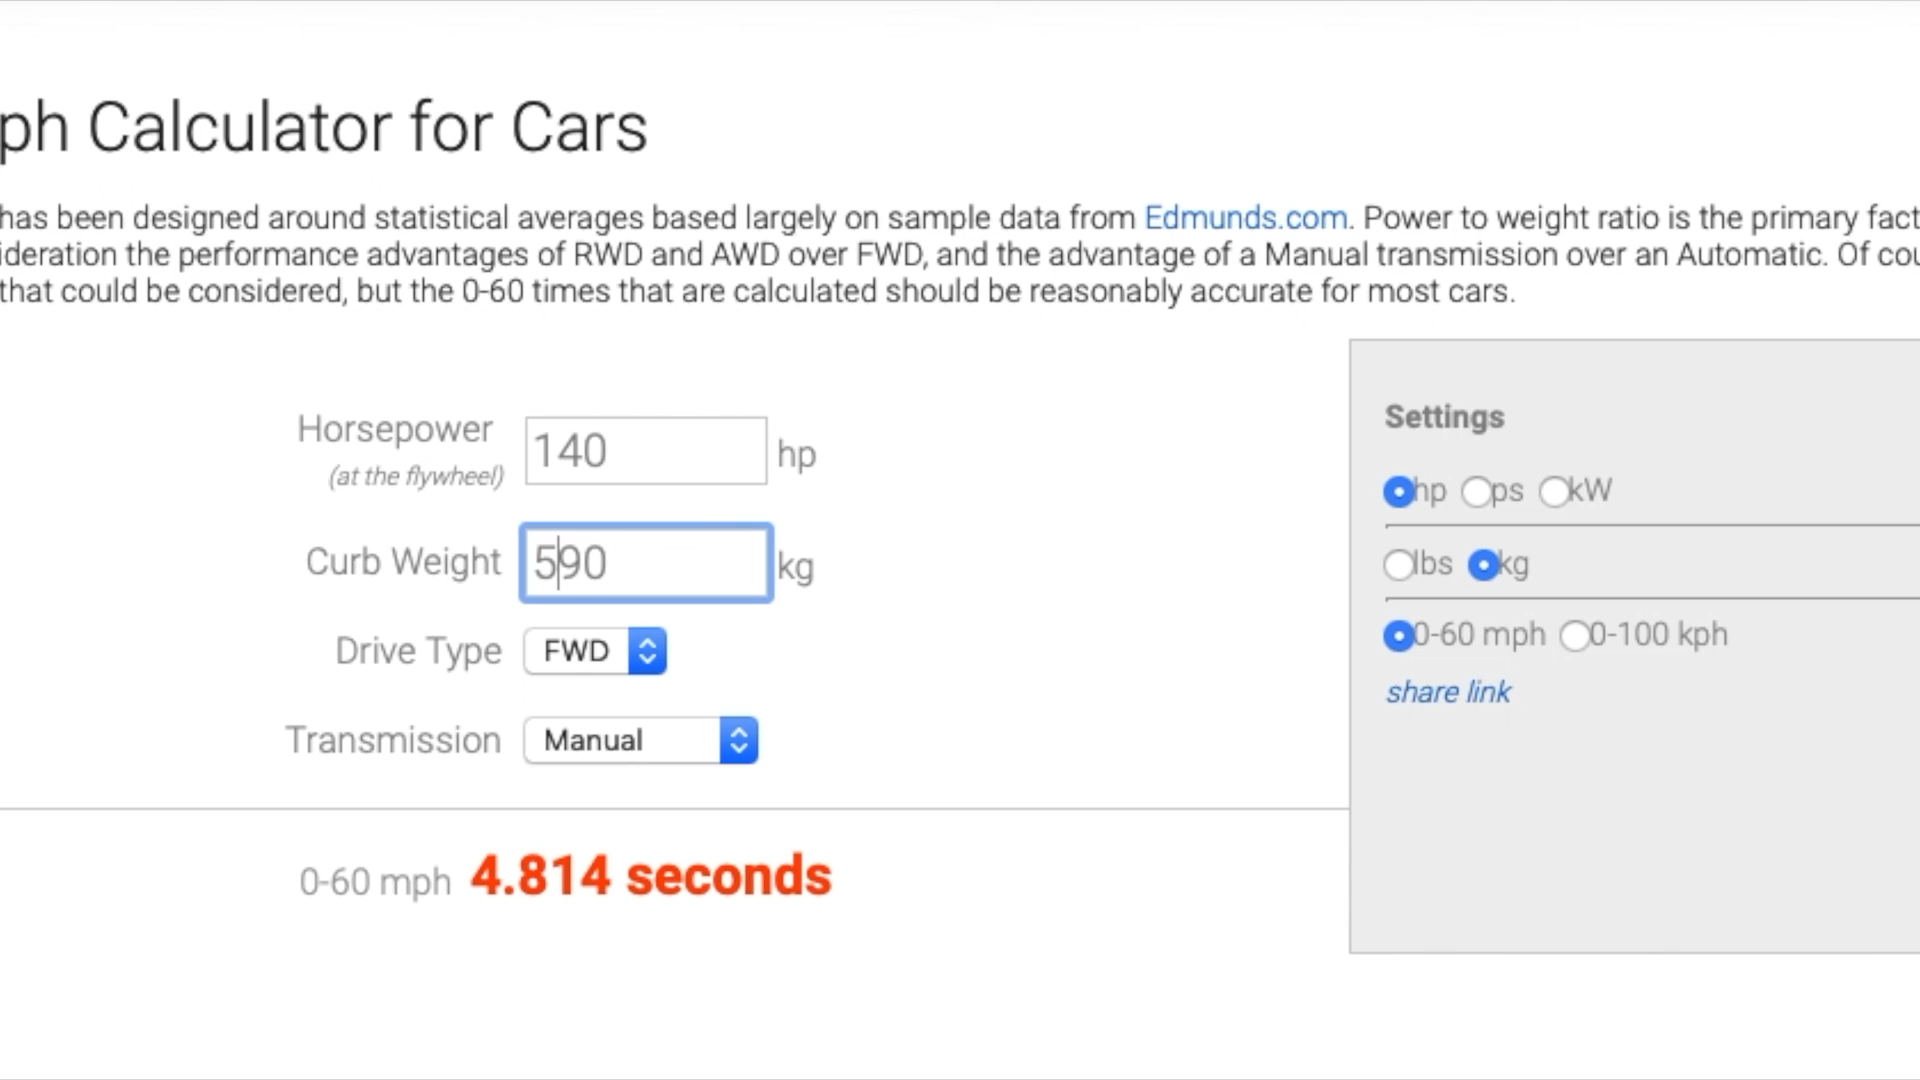 ph Calculator for Cars
has been designed around statistical averages based largely on sample data from Edmunds.com. Power to weight ratio is the primary fact
ideration the performance advantages of RWD and AWD over FWD, and the advantage of a Manual transmission over an Automatic. Of cou
that could be considered, but the 0-60 times that are calculated should be reasonably accurate for most cars.
Horsepower 140 hp
(at the flywheel)
Curb Weight 590 kg
Drive Type FWD
Transmission Manual
0-60 mph 4.814 seconds
Settings
hp ps kW
lbs kg
0-60 mph 0-100 kph
share link